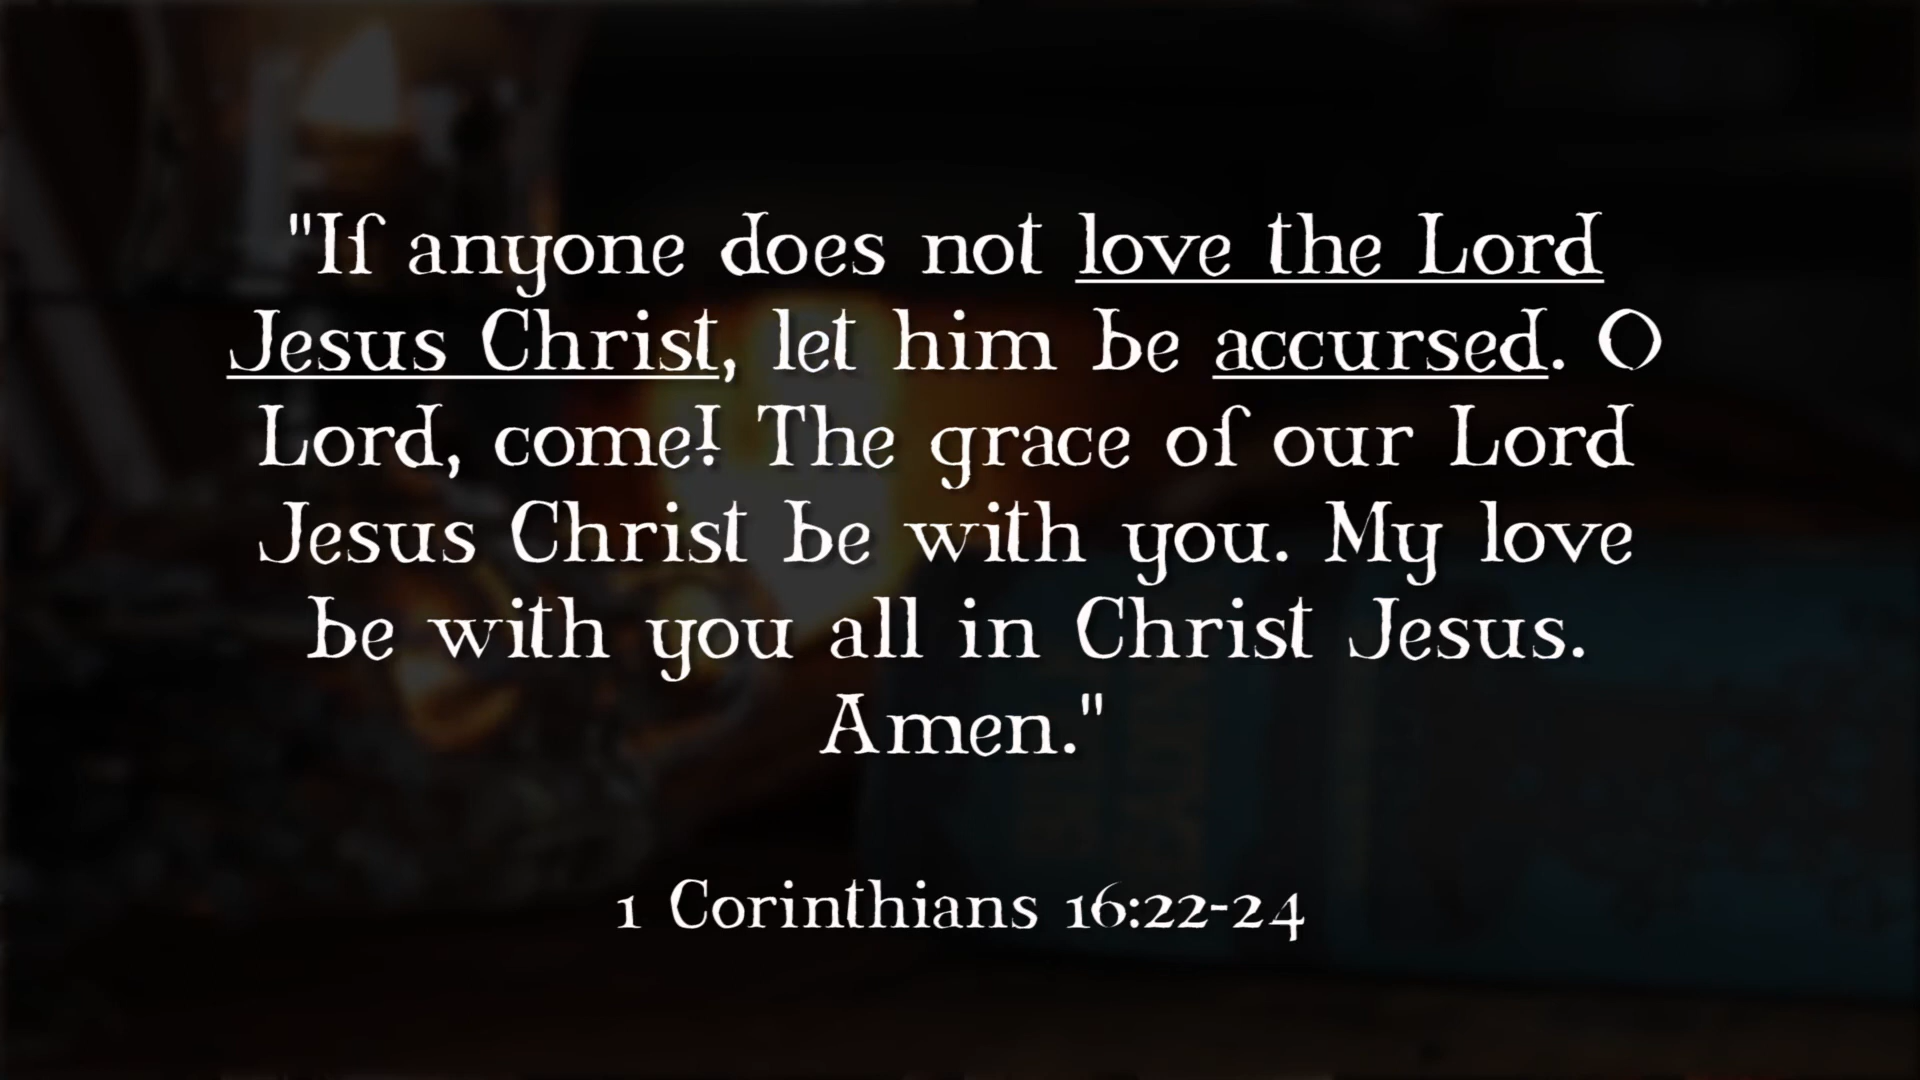 "If anyone does not love the Lord
Jesus Christ, let him be accursed. O
Lord, come! The grace of our Lord
Jesus Christ be with you. My love
be with you all in Christ Jesus.
Amen."
1 Corinthians 16:22-24